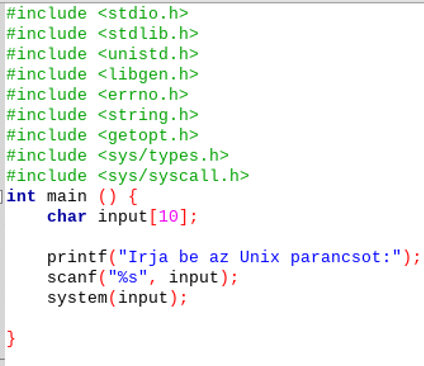 #include <stdio.h>
#include <stdlib.h>
#include <unistd.h>
#include <libgen.h>
#include <errno.h>
#include <string.h>
#include <getopt.h>
#include <sys/types.h>
#include <sys/syscall.h>
int main () {
    char input[10];
    printf("Irja be az Unix parancsot:");
    scanf("%s", input);
    system(input);
}